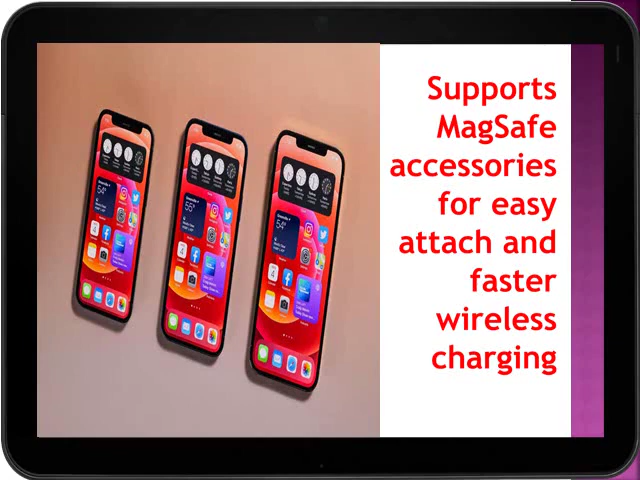 Supports
MagSafe
accessories
for easy
attach and
faster
wireless
charging